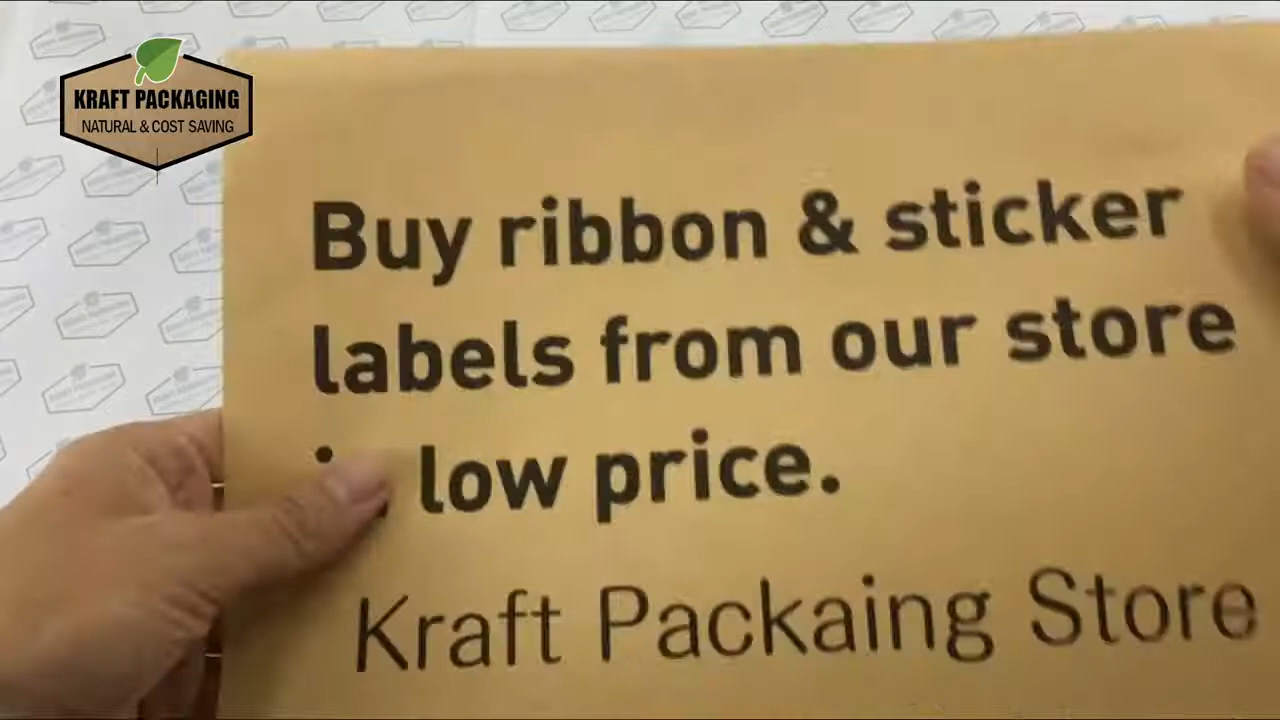 KRAFT PACKAGING
NATURAL & COST SAVING
Buy ribbon & sticker
labels from our store
low price.
Kraft Packaing Store